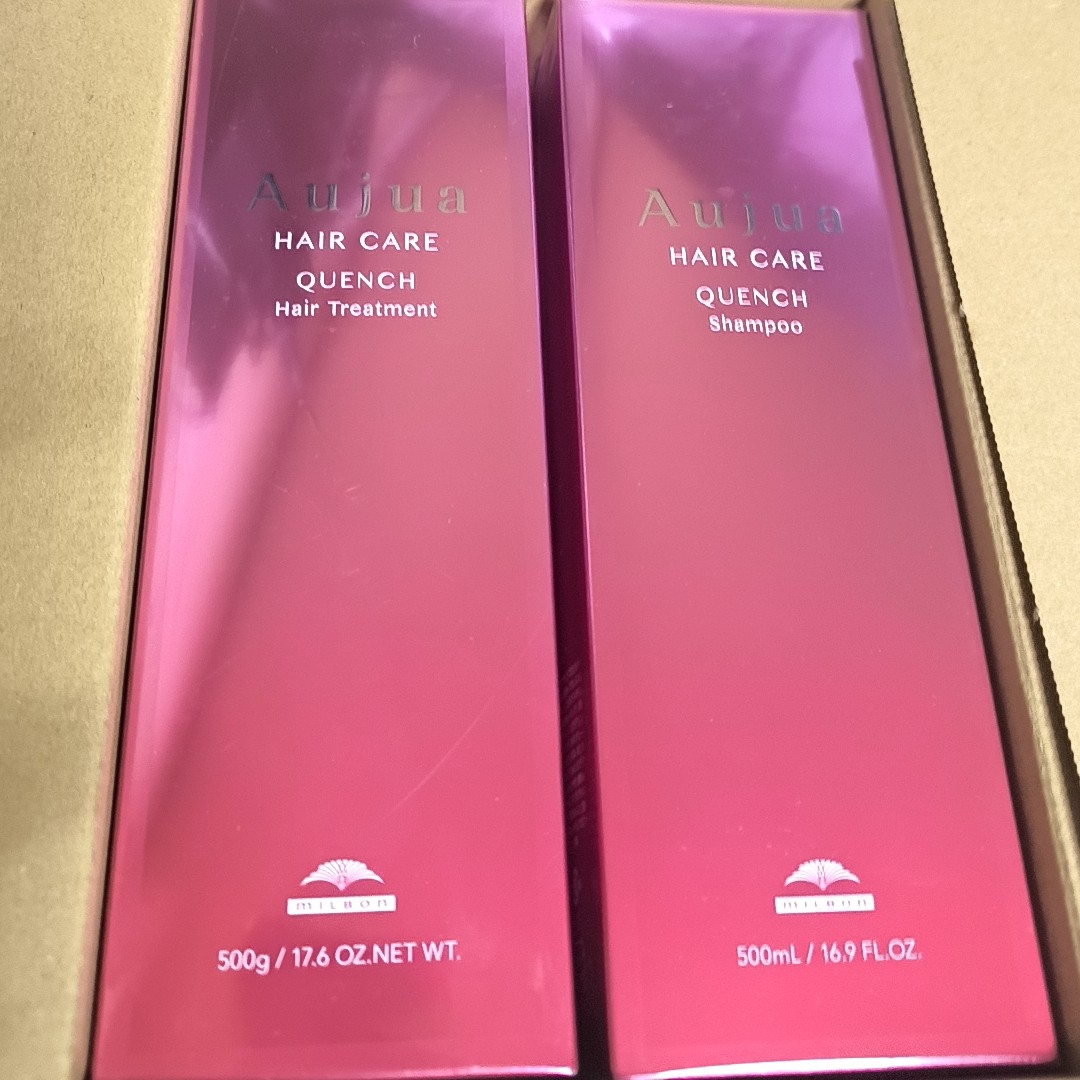 Aujua
HAIR CARE
QUENCH
Hair Treatment
MILBON
500g / 17.6 OZ.NET WT.
Aujua
HAIR CARE
QUENCH
Shampoo
MILBON
500mL / 16.9 FL.OZ.